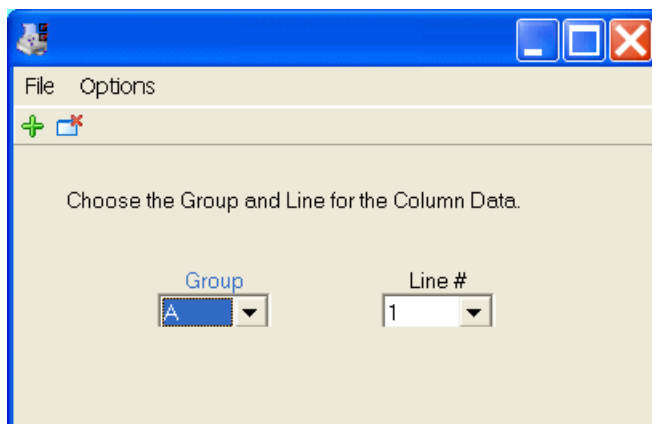 File Options
Choose the Group and Line for the Column Data.
Group Line #
A 1